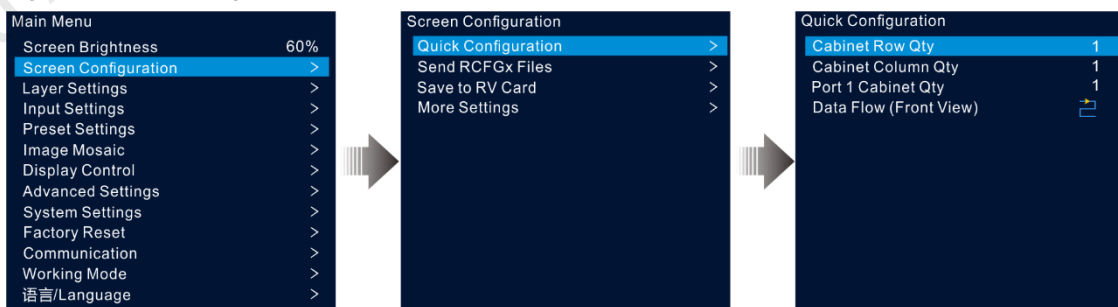 Main Menu
Screen Brightness 60%
Screen Configuration >
Layer Settings >
Input Settings >
Preset Settings >
Image Mosaic >
Display Control >
Advanced Settings >
System Settings >
Factory Reset >
Communication >
Working Mode >
语言/Language >
Screen Configuration
Quick Configuration >
Send RCFGx Files >
Save to RV Card >
More Settings >
Quick Configuration
Cabinet Row Qty 1
Cabinet Column Qty 1
Port 1 Cabinet Qty 1
Data Flow (Front View)